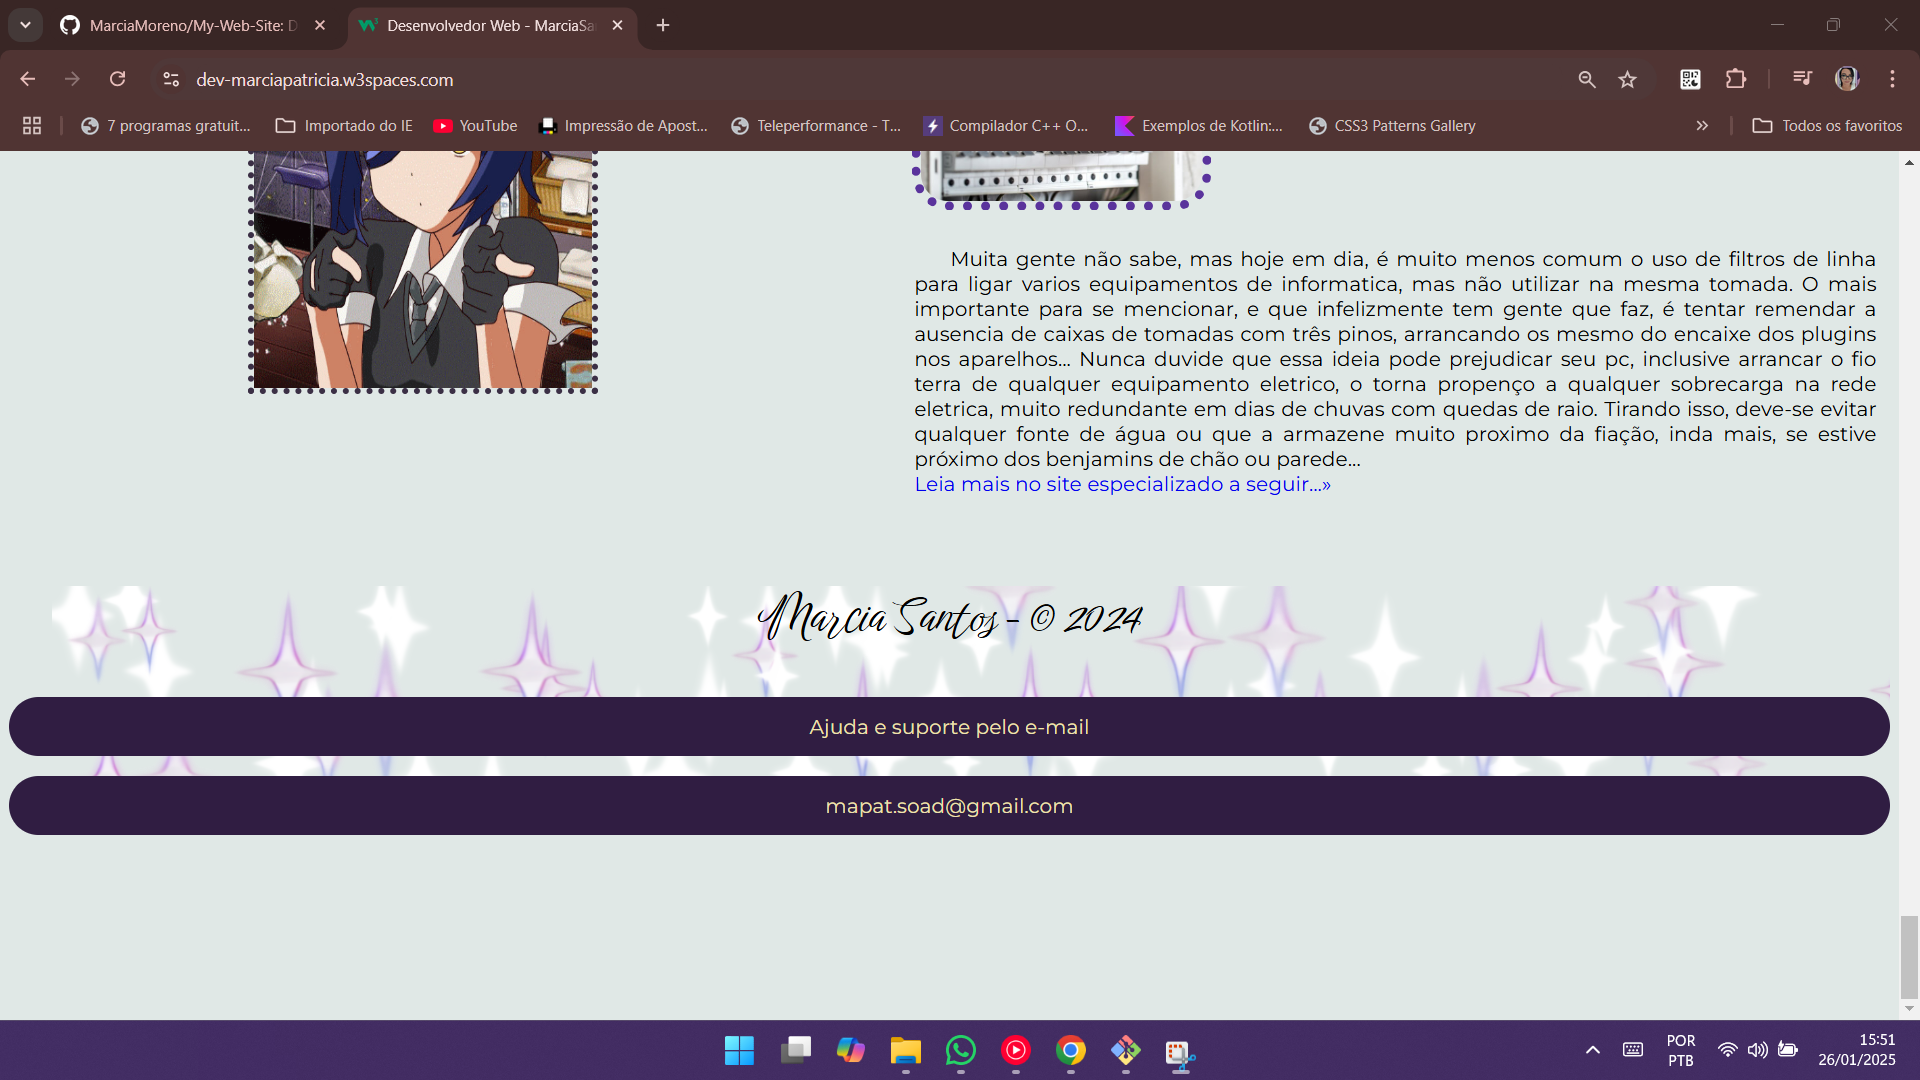 MarciaMoreno/My-Web-Site: D
Desenvolvedor Web - MarciaSa
dev-marciapatricia.w3spaces.com
7 programas gratuit...
Importado do IE
YouTube
Impressão de Apost...
Teleperformance - T...
Compilador C++ O...
Exemplos de Kotlin:...
CSS3 Patterns Gallery
Todos os favoritos
Muita gente não sabe, mas hoje em dia, é muito menos comum o uso de filtros de linha
para ligar varios equipamentos de informatica, mas não utilizar na mesma tomada. O mais
importante para se mencionar, e que infelizmente tem gente que faz, é tentar remendar a
ausencia de caixas de tomadas com três pinos, arrancando os mesmo do encaixe dos plugins
nos aparelhos... Nunca duvide que essa ideia pode prejudicar seu pc, inclusive arrancar o fio
terra de qualquer equipamento eletrico, o torna propenço a qualquer sobrecarga na rede
eletrica, muito redundante em dias de chuvas com quedas de raio. Tirando isso, deve-se evitar
qualquer fonte de água ou que a armazene muito proximo da fiação, inda mais, se estive
próximo dos benjamins de chão ou parede...
Leia mais no site especializado a seguir...»
Marcia Santos - © 2024
Ajuda e suporte pelo e-mail
mapat.soad@gmail.com
POR
PTB
15:51
26/01/2025